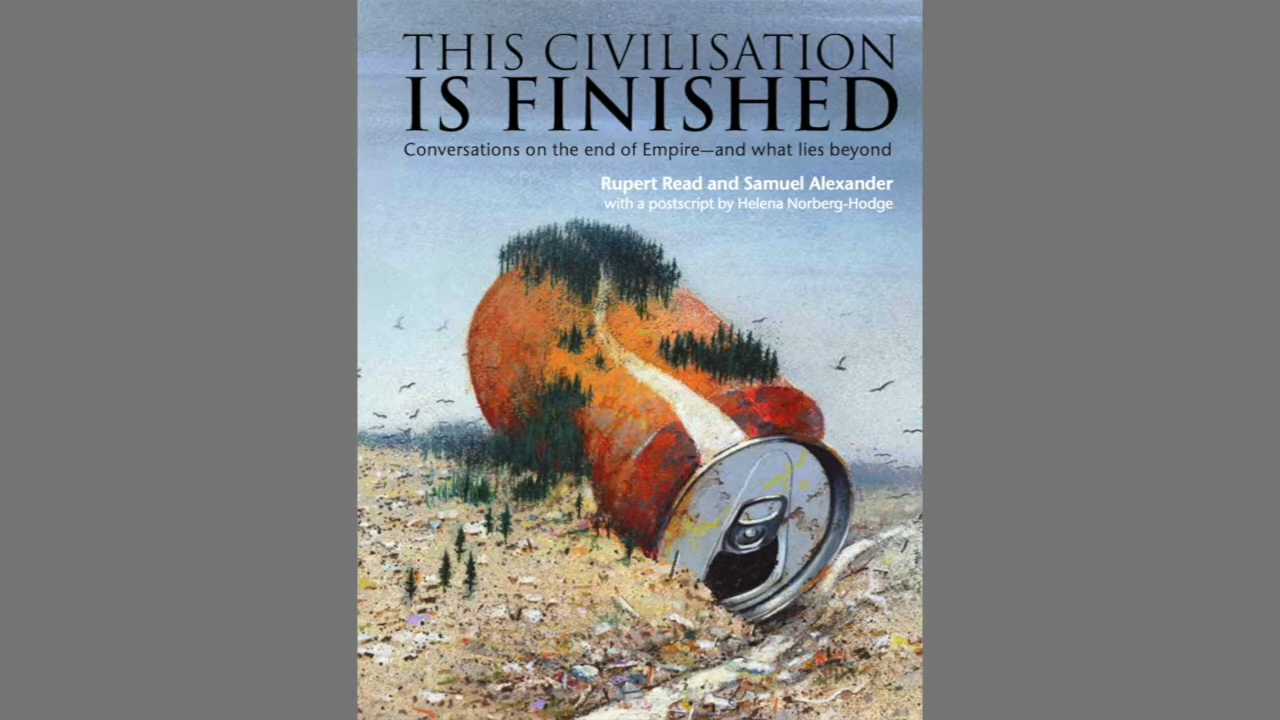 THIS CIVILISATION
IS FINISHED
Conversations on the end of Empire—and what lies beyond
Rupert Read and Samuel Alexander
with a postscript by Helena Norberg-Hodge